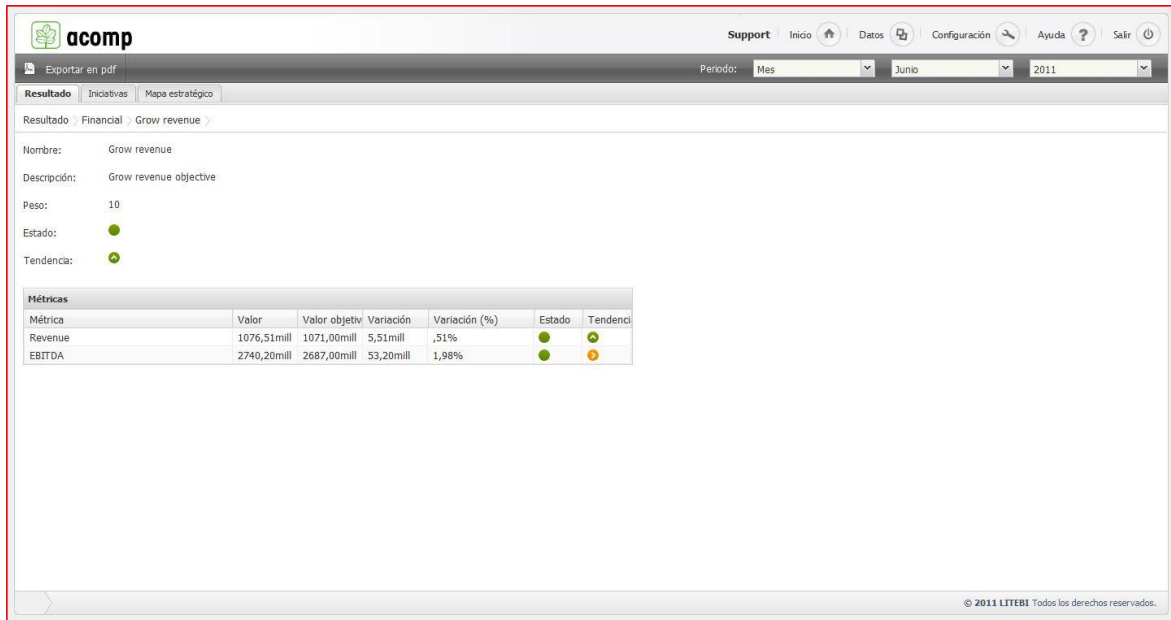 acomp
Support Inicio Datos Configuración Ayuda ? Salir
Exportar en pdf Periodo: Mes Junio 2011
Resultado Iniciativas Mapa estratégico
Resultado Financial Grow revenue
Nombre: Grow revenue
Descripción: Grow revenue objective
Peso: 10
Estado:
Tendencia:
Métricas
Métrica Valor Valor objetiv Variación Variación (%) Estado Tendenci
Revenue 1076,51mill 1071,00mill 5,51mill ,51%
EBITDA 2740,20mill 2687,00mill 53,20mill 1,98%
© 2011 LITEBI Todos los derechos reservados.